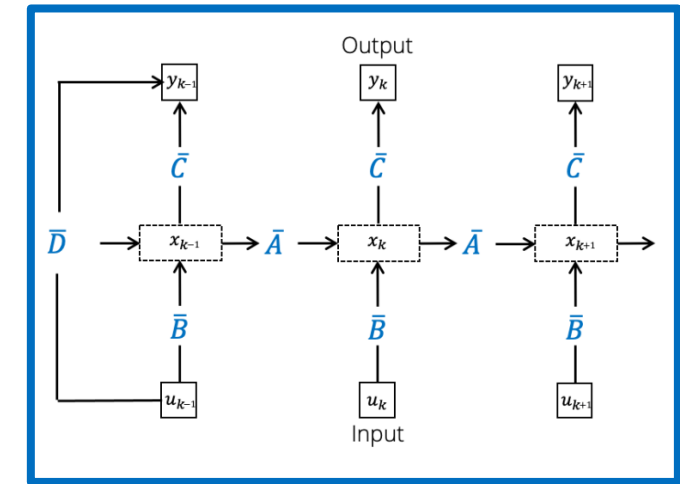 Output
yₖ₋₁ yₖ yₖ₊₁
C̄ C̄ C̄
D̄ xₖ₋₁ Ā xₖ Ā xₖ₊₁
B̄ B̄ B̄
uₖ₋₁ uₖ uₖ₊₁
Input